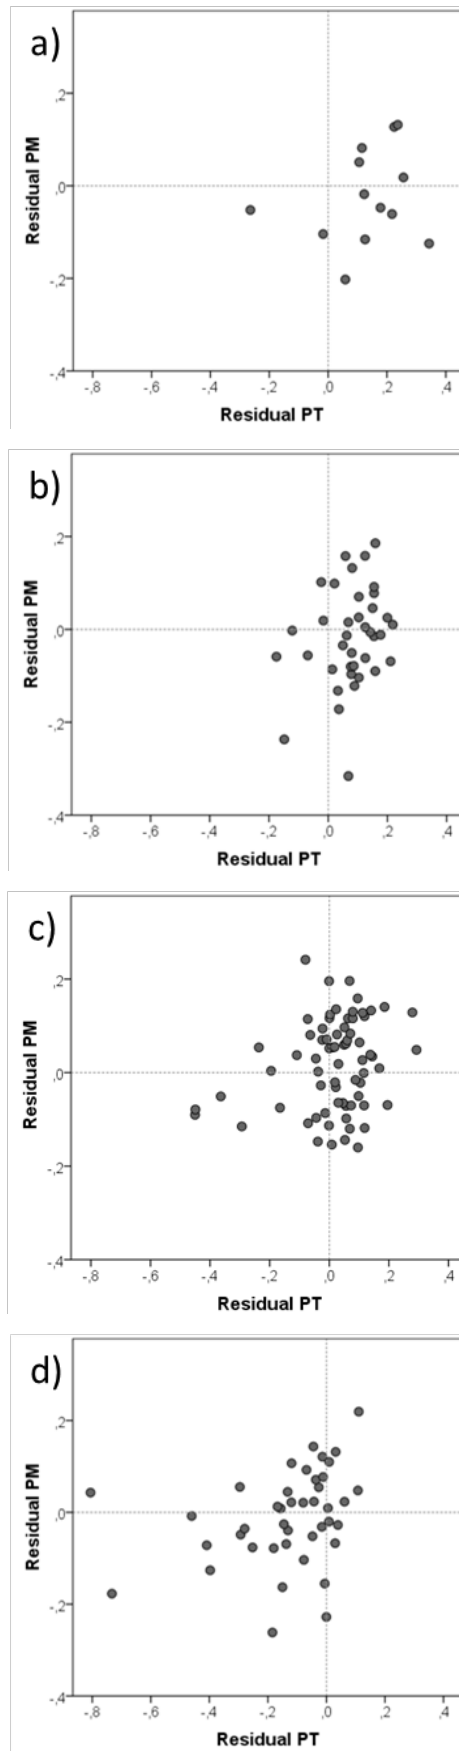 a)
,2
,0
-,2
-,4
Residual PM
-,8 -,6 -,4 -,2 ,0 ,2 ,4
Residual PT
b)
,2
,0
-,2
-,4
Residual PM
-,8 -,6 -,4 -,2 ,0 ,2 ,4
Residual PT
c)
,2
,0
-,2
-,4
Residual PM
-,8 -,6 -,4 -,2 ,0 ,2 ,4
Residual PT
d)
,2
,0
-,2
-,4
Residual PM
-,8 -,6 -,4 -,2 ,0 ,2 ,4
Residual PT